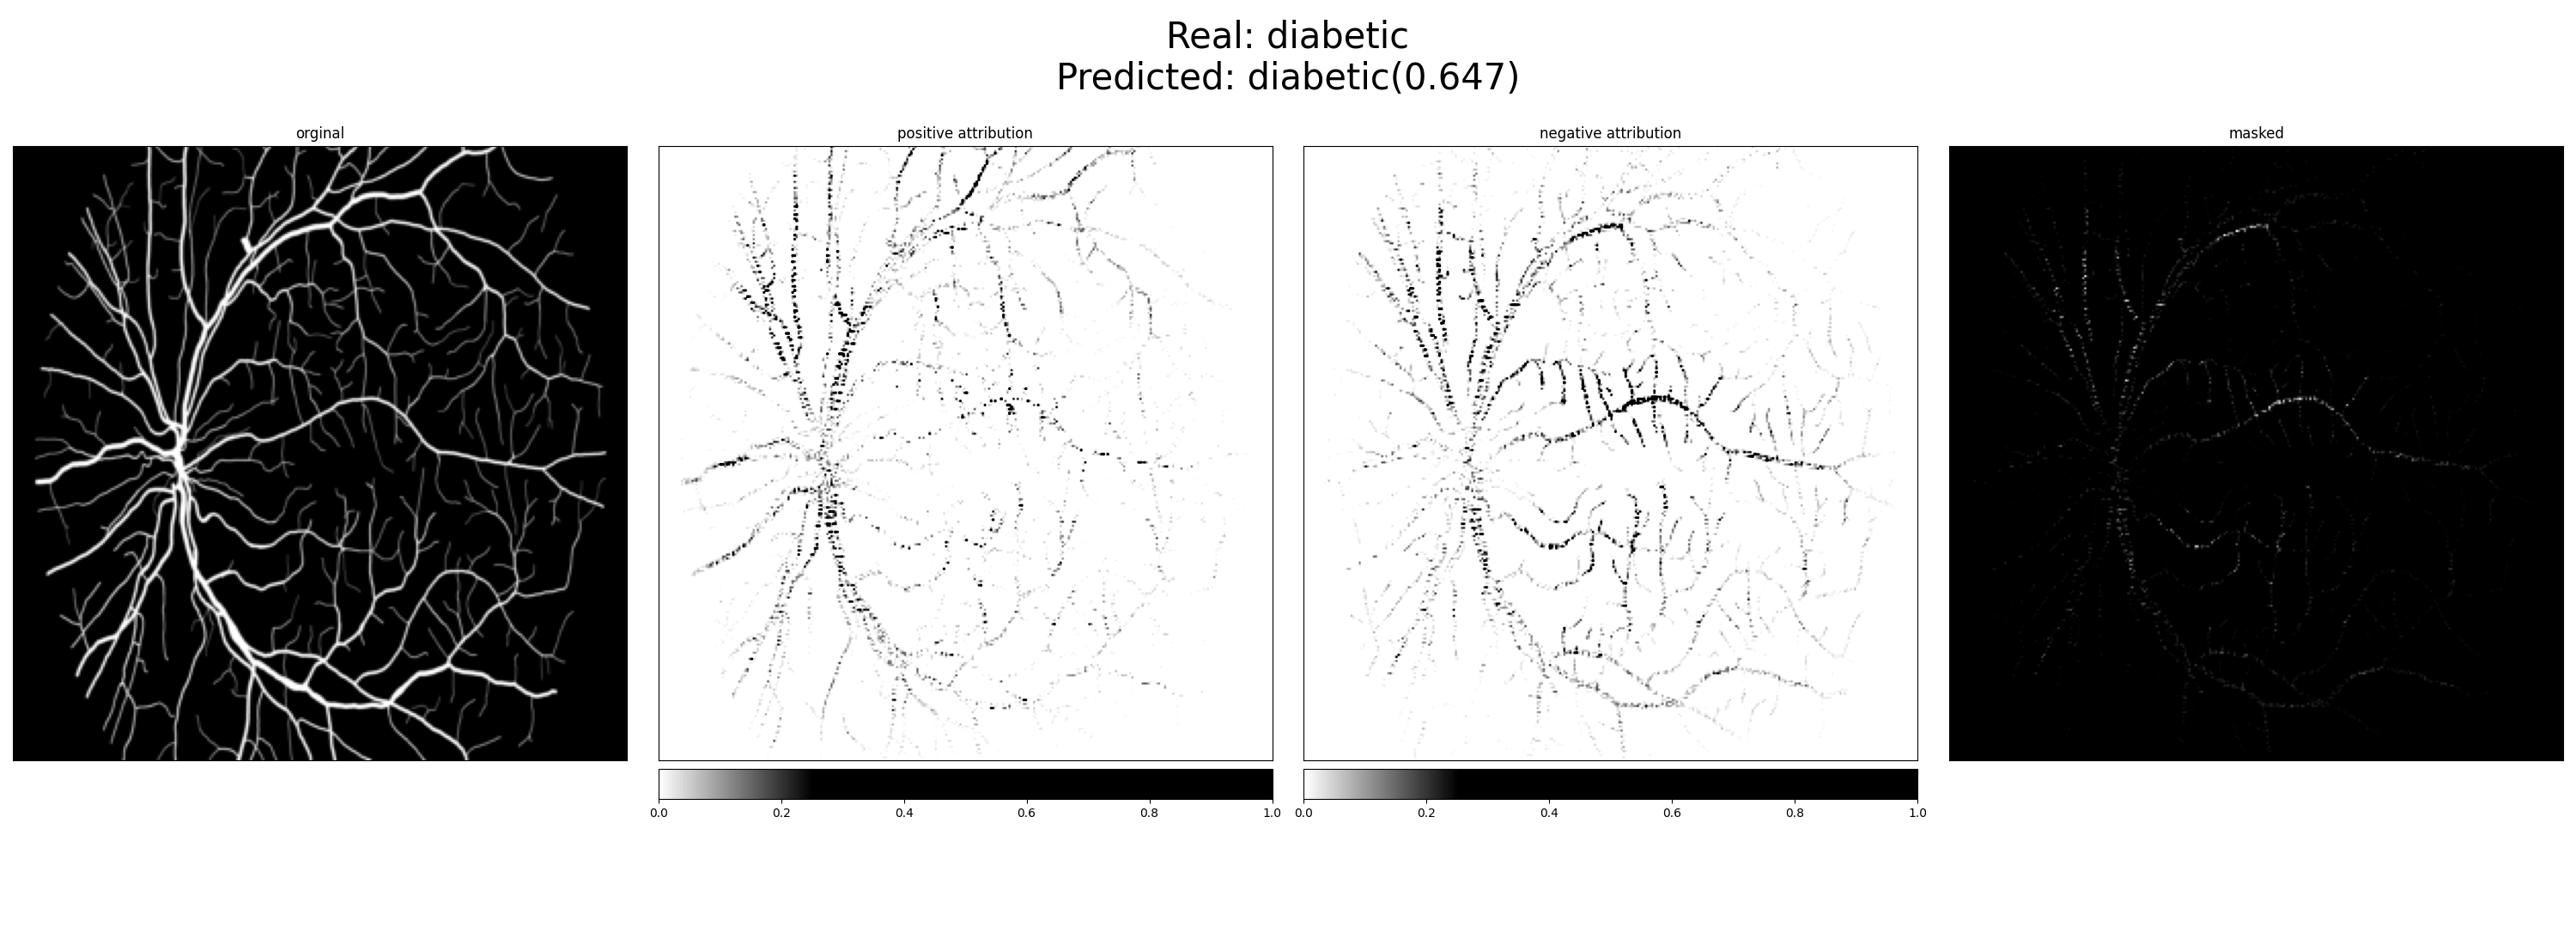 Real: diabetic
Predicted: diabetic(0.647)
orginal
positive attribution
negative attribution
masked
0.0 0.2 0.4 0.6 0.8 1.0
0.0 0.2 0.4 0.6 0.8 1.0